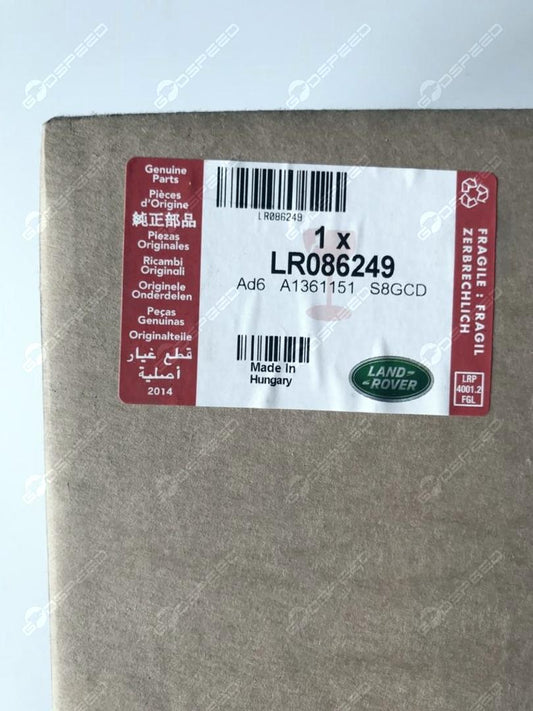 Genuine
Parts
Pièces
d'Origine
純正部品
Piezas
Originales
Ricambi
Originali
Originele
Onderdelen
Peças
Genuinas
Originalteile
قطع غيار
أصلية
2014
LR086249
1 x
LR086249
Ad6 A1361151 S8GCD
Made In
Hungary
LAND-
-ROVER
FRAGILE : FRAGIL
ZERBRECHLICH
LRP
4001.2
FGL
GODSPEED